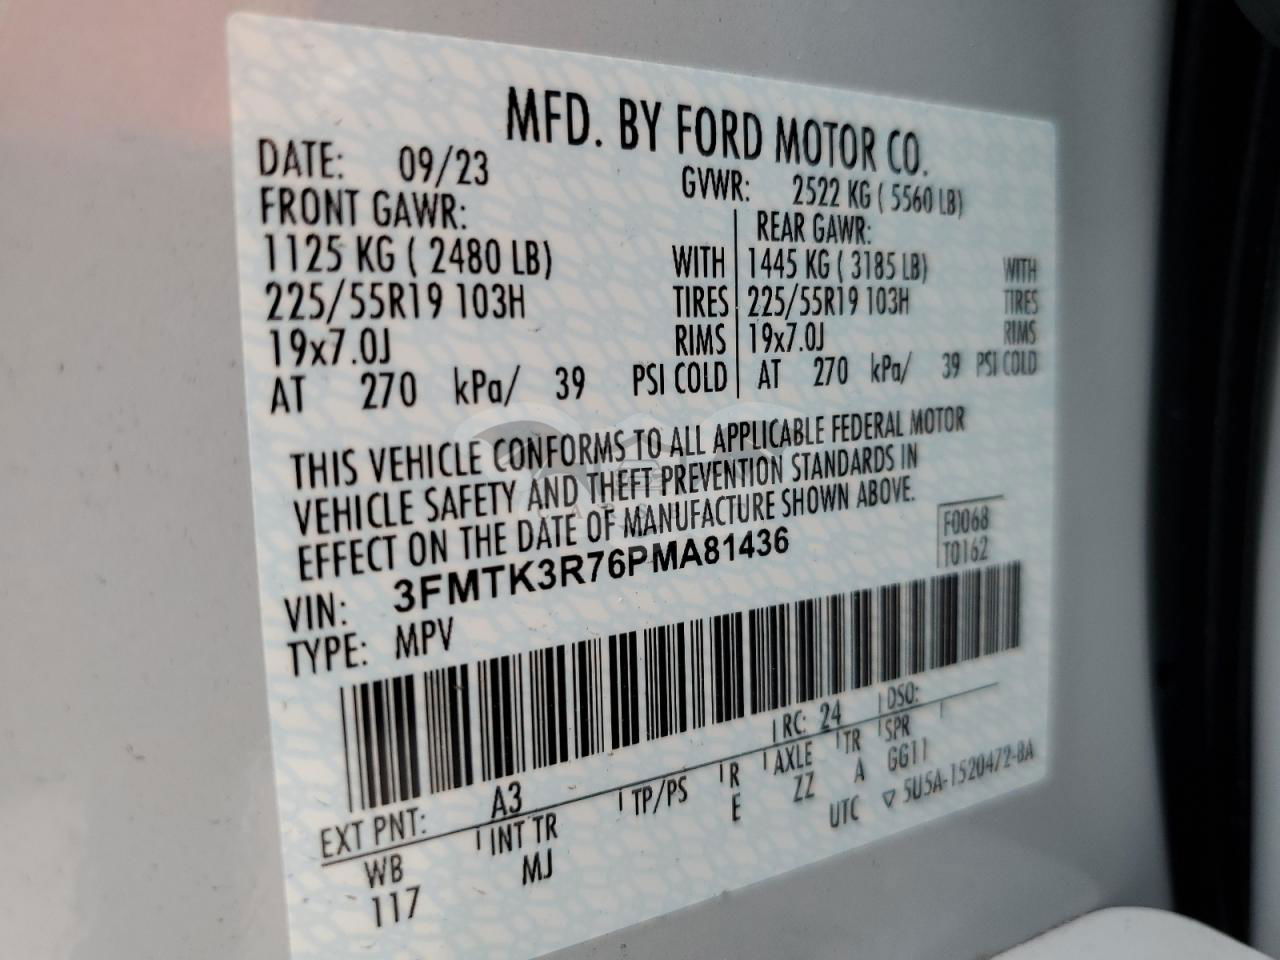 MFD. BY FORD MOTOR CO.
DATE: 09/23 GVWR: 2522 KG ( 5560 LB)
FRONT GAWR: REAR GAWR:
1125 KG ( 2480 LB) WITH 1445 KG ( 3185 LB) WITH
225/55R19 103H TIRES 225/55R19 103H TIRES
19x7.0J RIMS 19x7.0J RIMS
AT 270 kPa/ 39 PSI COLD AT 270 kPa/ 39 PSI COLD
THIS VEHICLE CONFORMS TO ALL APPLICABLE FEDERAL MOTOR
VEHICLE SAFETY AND THEFT PREVENTION STANDARDS IN
EFFECT ON THE DATE OF MANUFACTURE SHOWN ABOVE.
VIN: 3FMTK3R76PMA81436 F0068
TYPE: MPV T0162
EXT PNT: A3 RC: 24 DSO:
WB INT TR TP/PS R AXLE TR SPR
117 MJ E ZZ A GG11
UTC ▽ 5U5A-1520472-BA